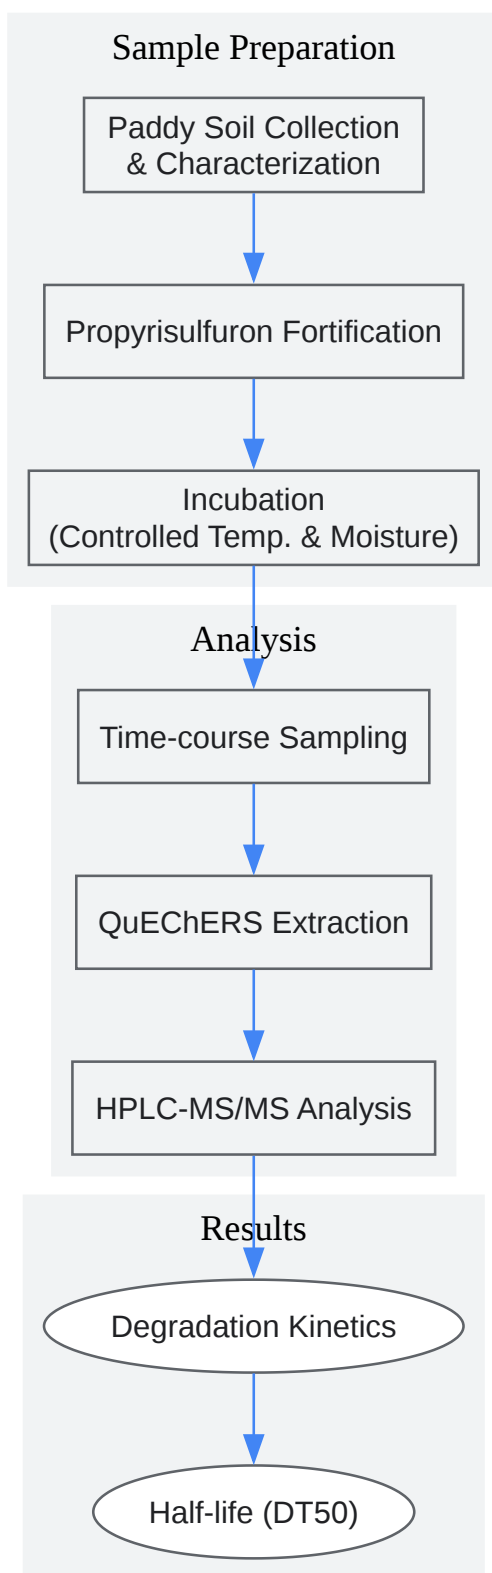 Sample Preparation
Paddy Soil Collection
& Characterization
Propyrisulfuron Fortification
Incubation
(Controlled Temp. & Moisture)
Analysis
Time-course Sampling
QuEChERS Extraction
HPLC-MS/MS Analysis
Results
Degradation Kinetics
Half-life (DT50)